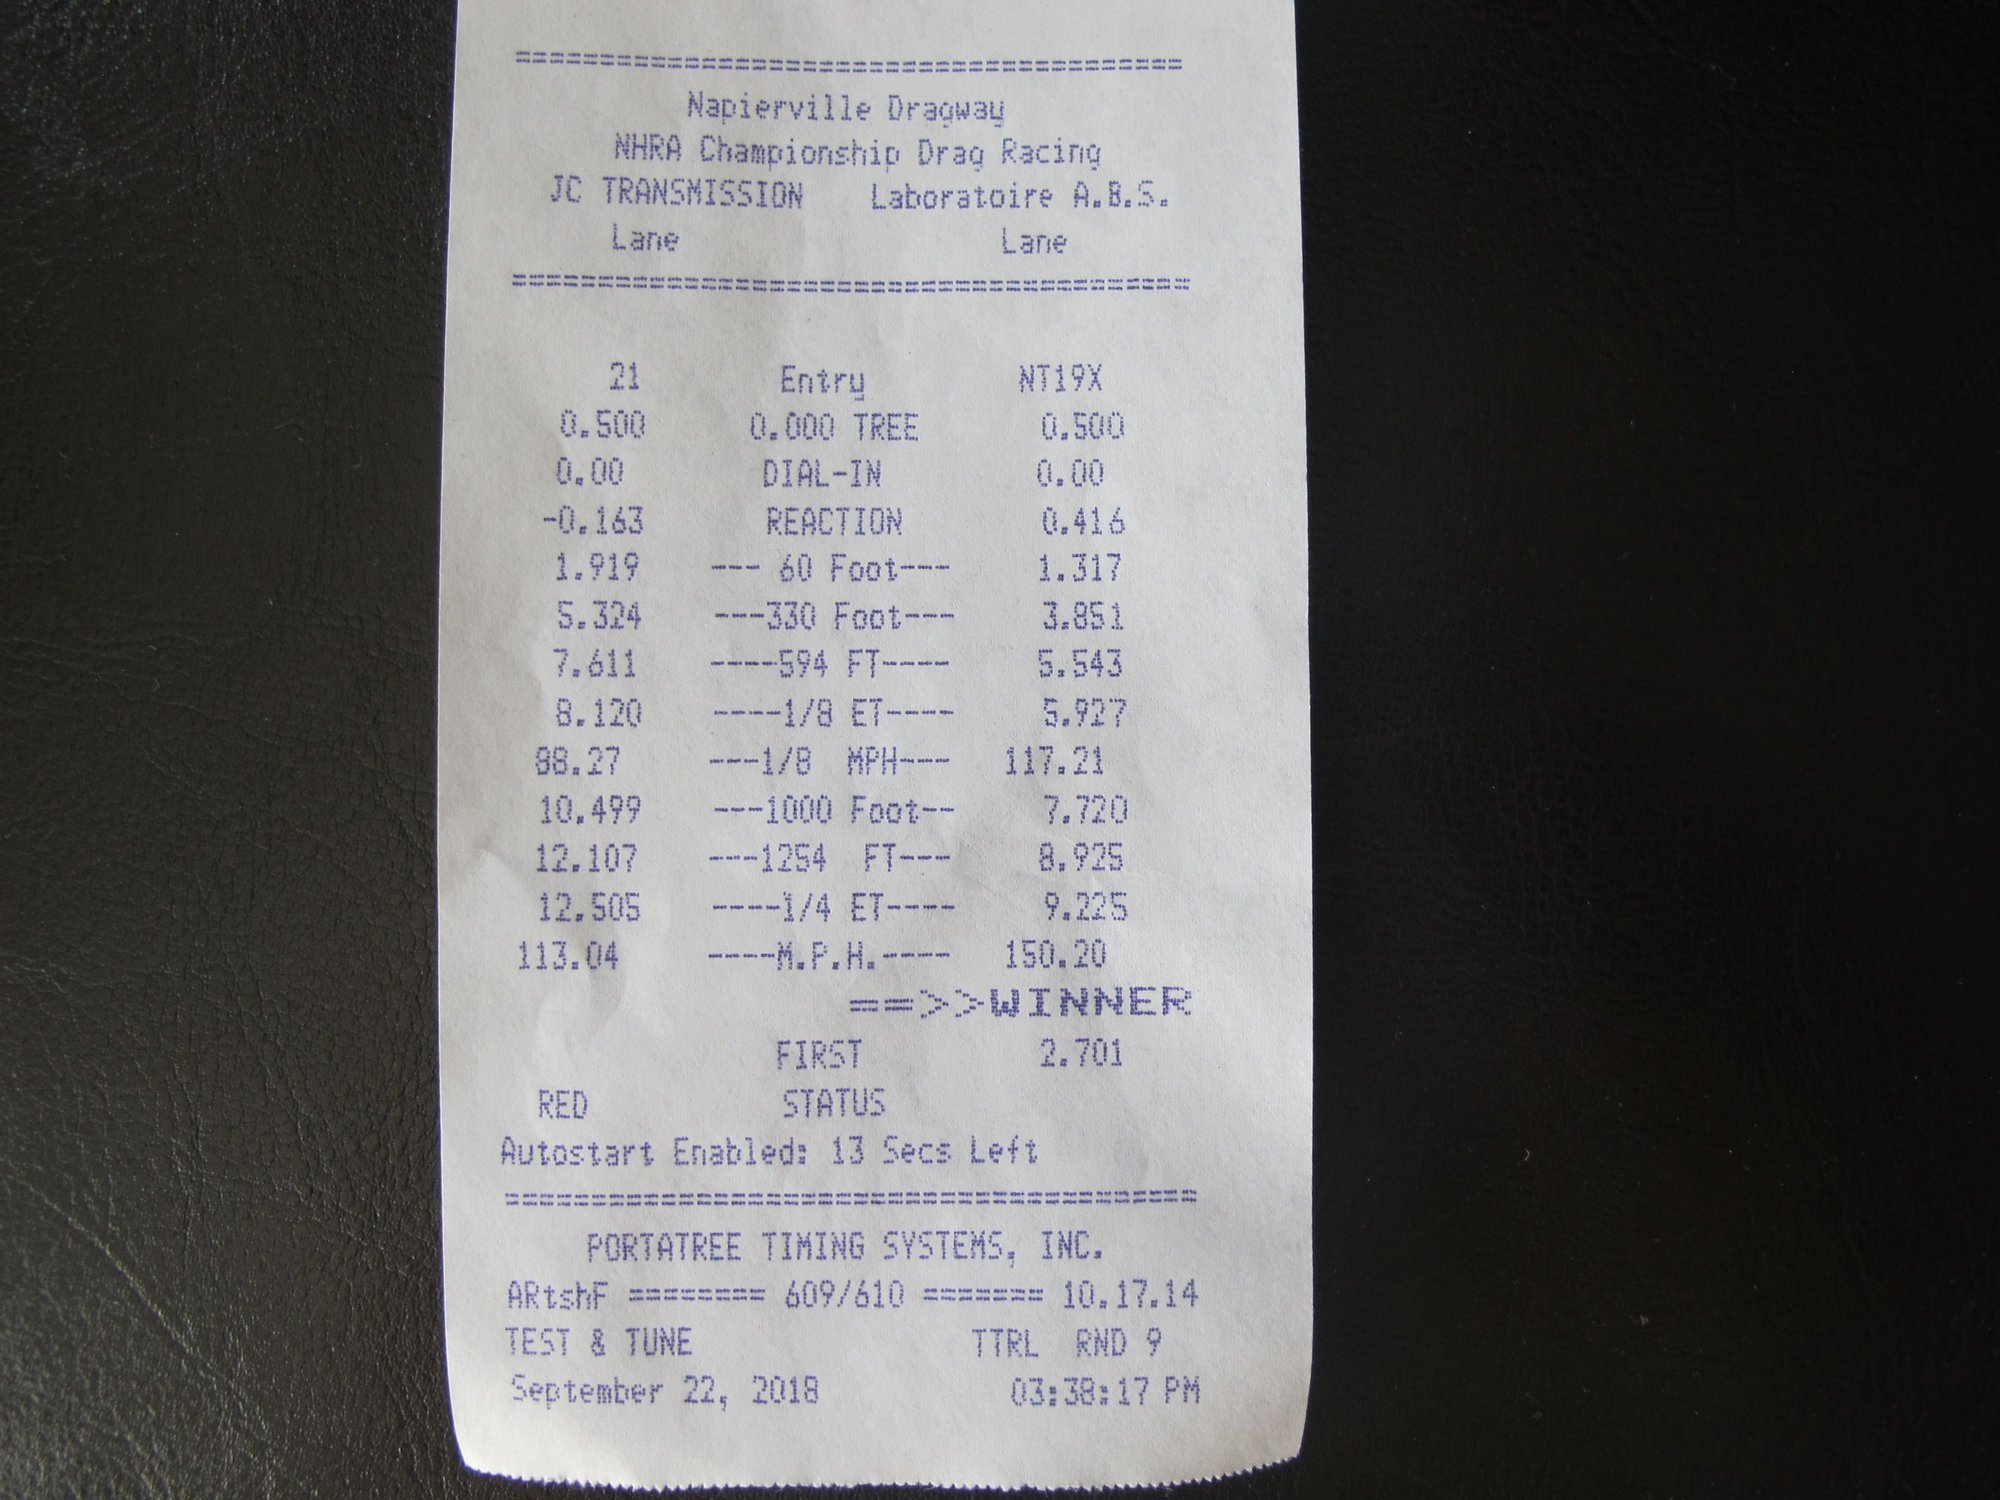 =======================================
Napierville Dragway
NHRA Championship Drag Racing
JC TRANSMISSION Laboratoire A.B.S.
Lane Lane
=======================================
21 Entry NT19X
0.500 0.000 TREE 0.500
0.00 DIAL-IN 0.00
-0.163 REACTION 0.416
1.919 --- 60 Foot--- 1.317
5.324 ---330 Foot--- 3.851
7.611 ----594 FT---- 5.543
8.120 ----1/8 ET---- 5.927
88.27 ---1/8 MPH--- 117.21
10.499 ---1000 Foot-- 7.720
12.107 ---1254 FT--- 8.925
12.505 ----1/4 ET---- 9.225
113.04 ----M.P.H.---- 150.20
==>>WINNER
FIRST 2.701
RED STATUS
Autostart Enabled: 13 Secs Left
========================================
PORTATREE TIMING SYSTEMS, INC.
ARtshF ======== 609/610 ======= 10.17.14
TEST & TUNE TTRL RND 9
September 22, 2018 03:38:17 PM